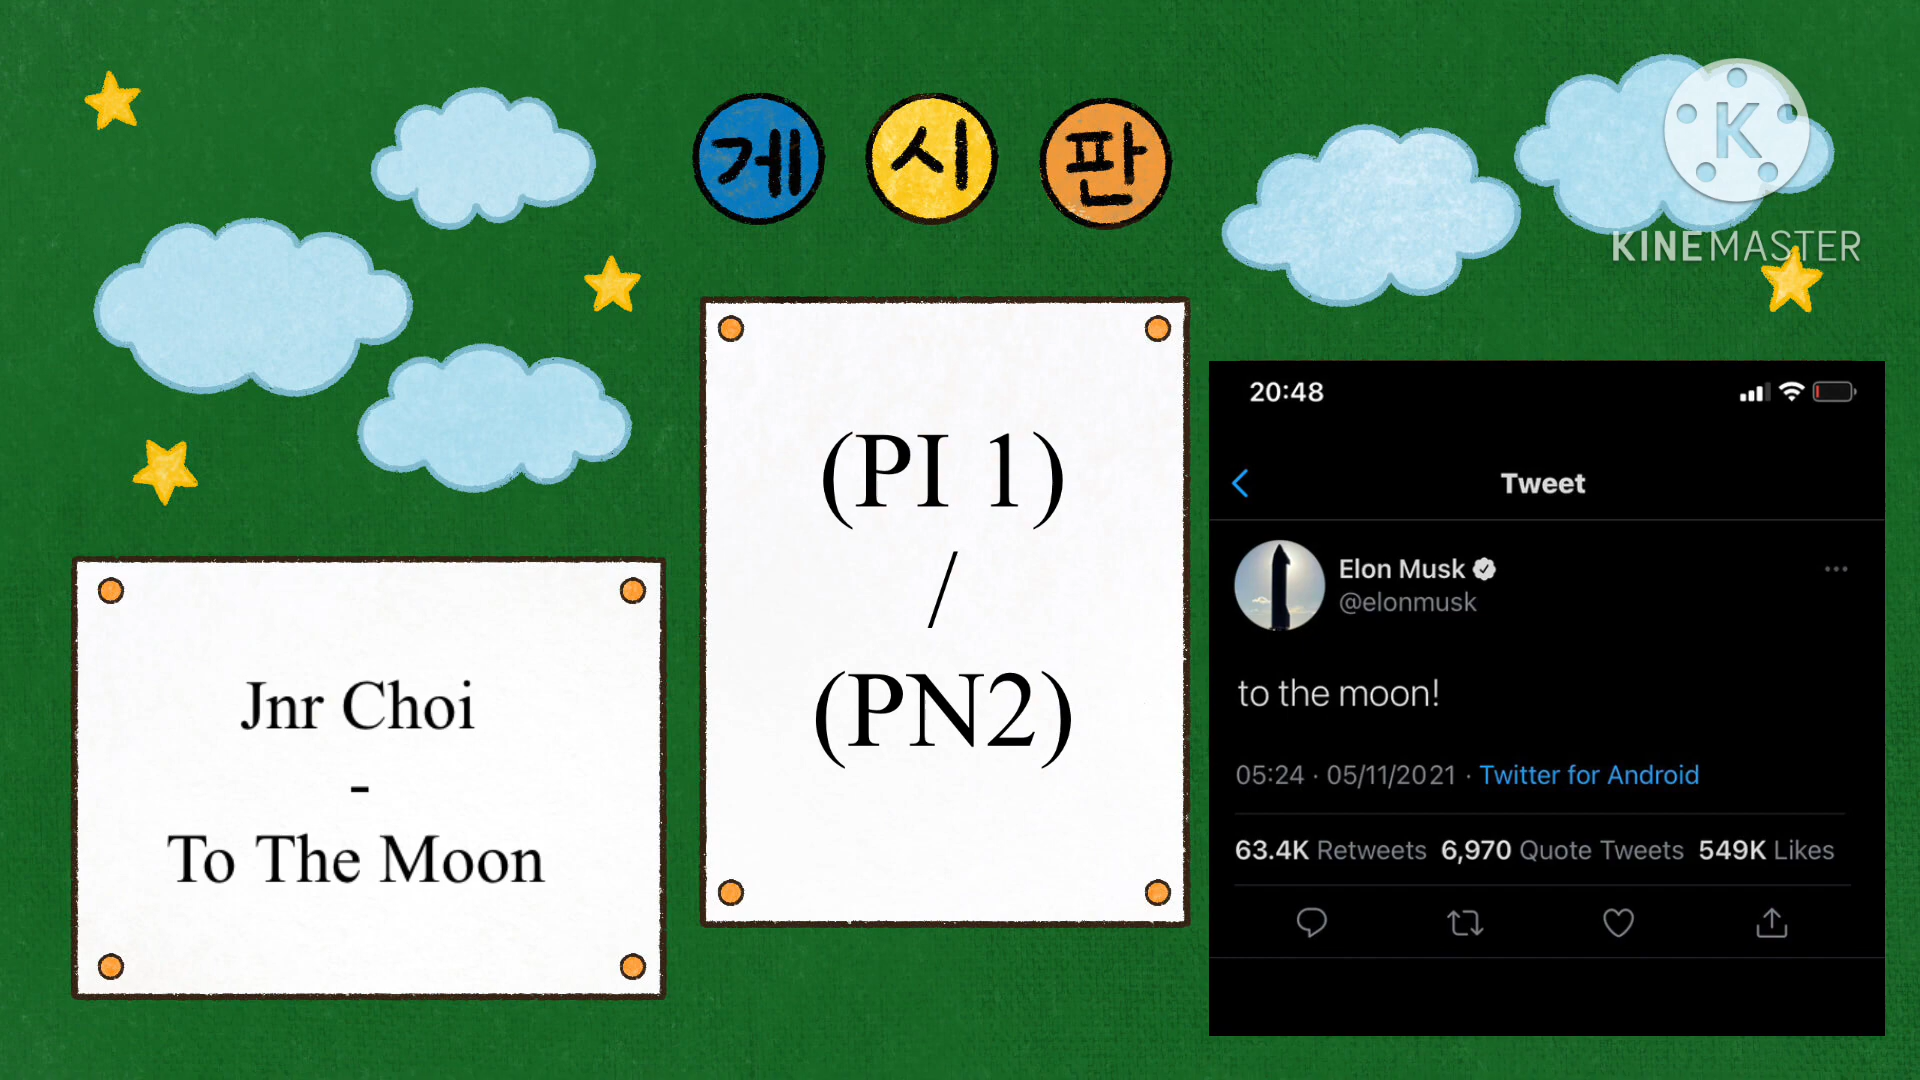 게시판
K
KINEMASTER
Jnr Choi
-
To The Moon
(PI 1)
/
(PN2)
20:48
Tweet
Elon Musk
@elonmusk
to the moon!
05:24 · 05/11/2021 · Twitter for Android
63.4K Retweets 6,970 Quote Tweets 549K Likes